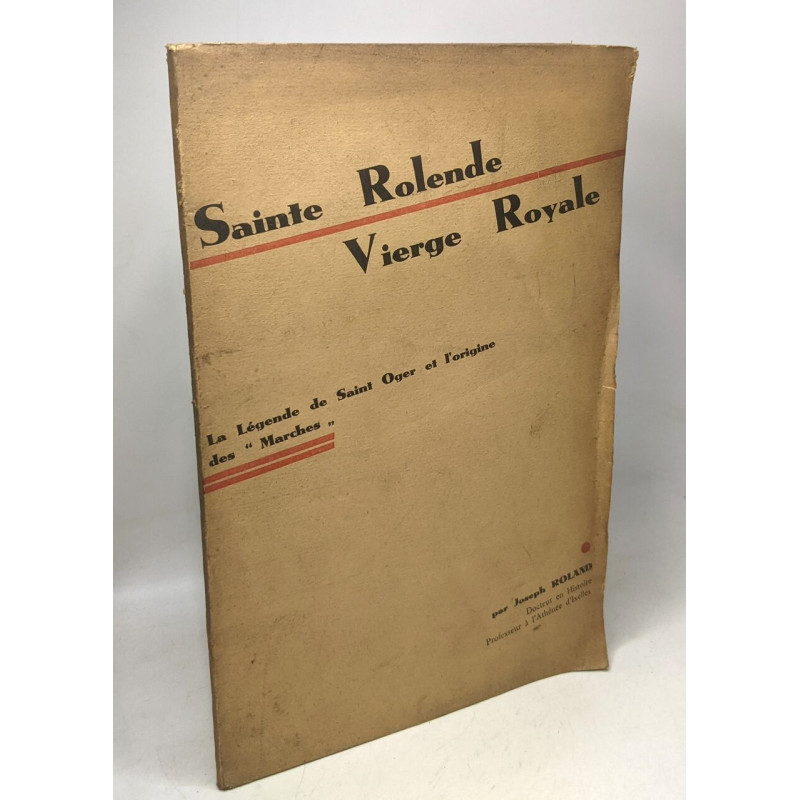 Sainte Rolende
Vierge Royale
La Légende de Saint Oger et l'origine
des “ Marches „
par Joseph ROLAND
Docteur en Histoire
Professeur à l'Athénée d'Ixelles